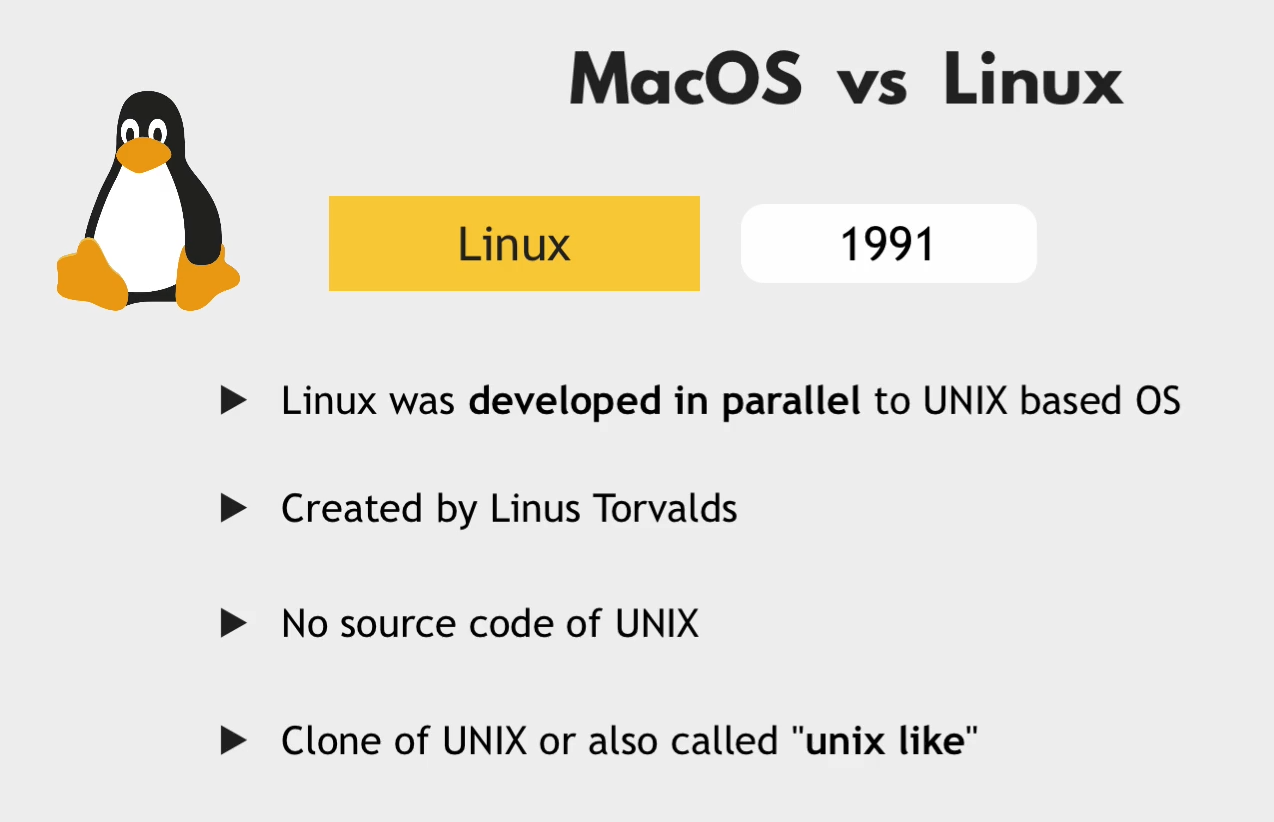 MacOS vs Linux
Linux
1991
Linux was developed in parallel to UNIX based OS
Created by Linus Torvalds
No source code of UNIX
Clone of UNIX or also called "unix like"